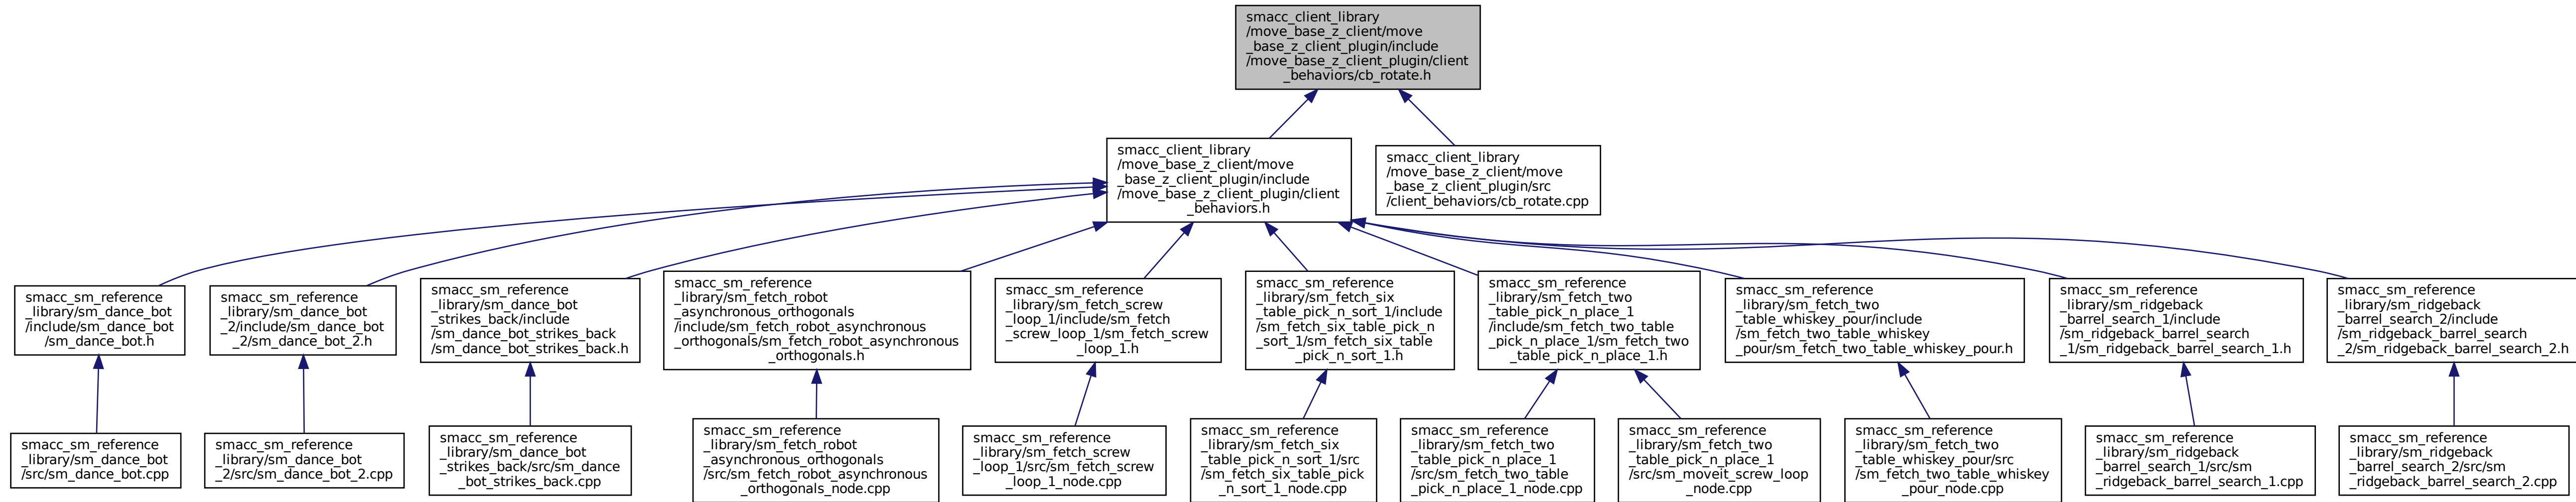 smacc_client_library
/move_base_z_client/move
_base_z_client_plugin/include
/move_base_z_client_plugin/client
_behaviors/cb_rotate.h
smacc_client_library
/move_base_z_client/move
_base_z_client_plugin/include
/move_base_z_client_plugin/client
_behaviors.h
smacc_client_library
/move_base_z_client/move
_base_z_client_plugin/src
/client_behaviors/cb_rotate.cpp
smacc_sm_reference
_library/sm_dance_bot
/include/sm_dance_bot
/sm_dance_bot.h
smacc_sm_reference
_library/sm_dance_bot
_2/include/sm_dance_bot
_2/sm_dance_bot_2.h
smacc_sm_reference
_library/sm_dance_bot
_strikes_back/include
/sm_dance_bot_strikes_back
/sm_dance_bot_strikes_back.h
smacc_sm_reference
_library/sm_fetch_robot
_asynchronous_orthogonals
/include/sm_fetch_robot_asynchronous
_orthogonals/sm_fetch_robot_asynchronous
_orthogonals.h
smacc_sm_reference
_library/sm_fetch_screw
_loop_1/include/sm_fetch
_screw_loop_1/sm_fetch_screw
_loop_1.h
smacc_sm_reference
_library/sm_fetch_six
_table_pick_n_sort_1/include
/sm_fetch_six_table_pick_n
_sort_1/sm_fetch_six_table
_pick_n_sort_1.h
smacc_sm_reference
_library/sm_fetch_two
_table_pick_n_place_1
/include/sm_fetch_two_table
_pick_n_place_1/sm_fetch_two
_table_pick_n_place_1.h
smacc_sm_reference
_library/sm_fetch_two
_table_whiskey_pour/include
/sm_fetch_two_table_whiskey
_pour/sm_fetch_two_table_whiskey_pour.h
smacc_sm_reference
_library/sm_ridgeback
_barrel_search_1/include
/sm_ridgeback_barrel_search
_1/sm_ridgeback_barrel_search_1.h
smacc_sm_reference
_library/sm_ridgeback
_barrel_search_2/include
/sm_ridgeback_barrel_search
_2/sm_ridgeback_barrel_search_2.h
smacc_sm_reference
_library/sm_dance_bot
/src/sm_dance_bot.cpp
smacc_sm_reference
_library/sm_dance_bot
_2/src/sm_dance_bot_2.cpp
smacc_sm_reference
_library/sm_dance_bot
_strikes_back/src/sm_dance
_bot_strikes_back.cpp
smacc_sm_reference
_library/sm_fetch_robot
_asynchronous_orthogonals
/src/sm_fetch_robot_asynchronous
_orthogonals_node.cpp
smacc_sm_reference
_library/sm_fetch_screw
_loop_1/src/sm_fetch_screw
_loop_1_node.cpp
smacc_sm_reference
_library/sm_fetch_six
_table_pick_n_sort_1/src
/sm_fetch_six_table_pick
_n_sort_1_node.cpp
smacc_sm_reference
_library/sm_fetch_two
_table_pick_n_place_1
/src/sm_fetch_two_table
_pick_n_place_1_node.cpp
smacc_sm_reference
_library/sm_fetch_two
_table_pick_n_place_1
/src/sm_moveit_screw_loop
_node.cpp
smacc_sm_reference
_library/sm_fetch_two
_table_whiskey_pour/src
/sm_fetch_two_table_whiskey
_pour_node.cpp
smacc_sm_reference
_library/sm_ridgeback
_barrel_search_1/src/sm
_ridgeback_barrel_search_1.cpp
smacc_sm_reference
_library/sm_ridgeback
_barrel_search_2/src/sm
_ridgeback_barrel_search_2.cpp